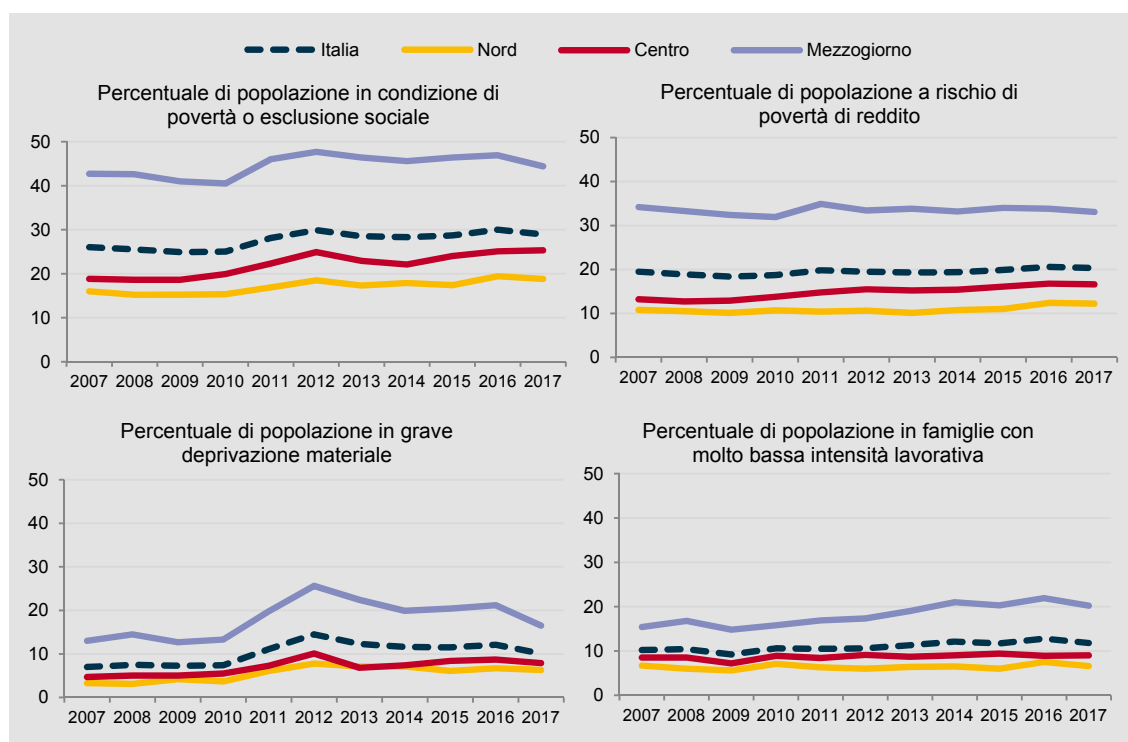 Italia Nord Centro Mezzogiorno
Percentuale di popolazione in condizione di
povertà o esclusione sociale
50
40
30
20
10
0
2007 2008 2009 2010 2011 2012 2013 2014 2015 2016 2017
Percentuale di popolazione a rischio di
povertà di reddito
50
40
30
20
10
0
2007 2008 2009 2010 2011 2012 2013 2014 2015 2016 2017
Percentuale di popolazione in grave
deprivazione materiale
50
40
30
20
10
0
2007 2008 2009 2010 2011 2012 2013 2014 2015 2016 2017
Percentuale di popolazione in famiglie con
molto bassa intensità lavorativa
50
40
30
20
10
0
2007 2008 2009 2010 2011 2012 2013 2014 2015 2016 2017